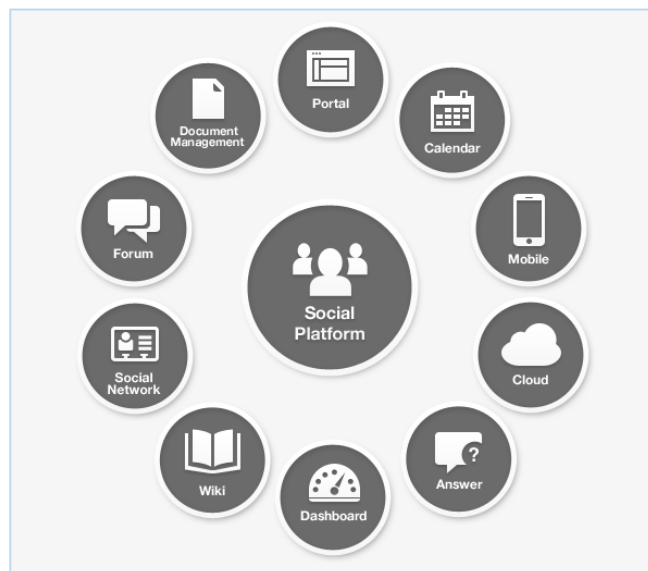 Portal
Calendar
Mobile
Cloud
Answer
?
Dashboard
Wiki
Social
Network
Forum
Document
Management
Social
Platform